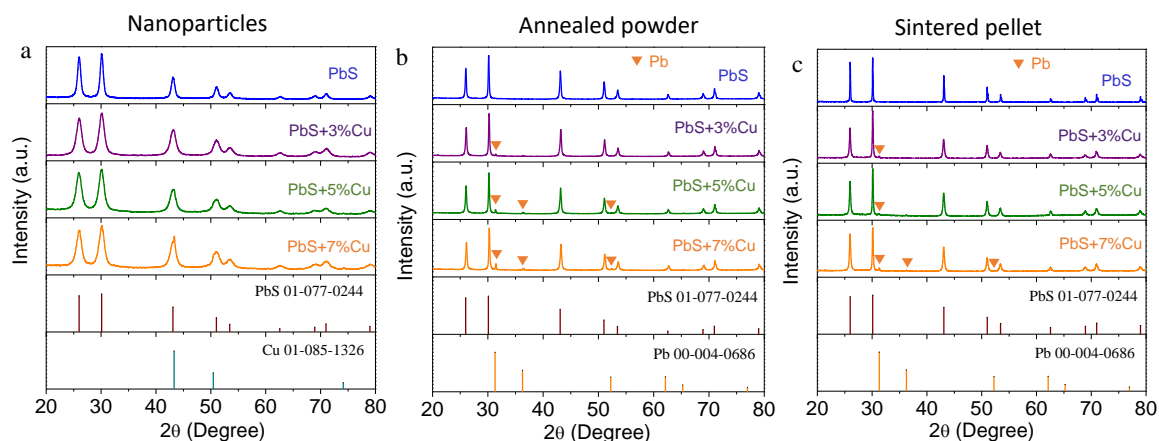 Nanoparticles
a
PbS
PbS+3%Cu
PbS+5%Cu
PbS+7%Cu
PbS 01-077-0244
Cu 01-085-1326
Intensity (a.u.)
20 30 40 50 60 70 80
2θ (Degree)
Annealed powder
b
Pb
PbS
PbS+3%Cu
PbS+5%Cu
PbS+7%Cu
PbS 01-077-0244
Pb 00-004-0686
Intensity (a.u.)
20 30 40 50 60 70 80
2θ (Degree)
Sintered pellet
c
Pb
PbS
PbS+3%Cu
PbS+5%Cu
PbS+7%Cu
PbS 01-077-0244
Pb 00-004-0686
Intensity (a.u.)
20 30 40 50 60 70 80
2θ (Degree)